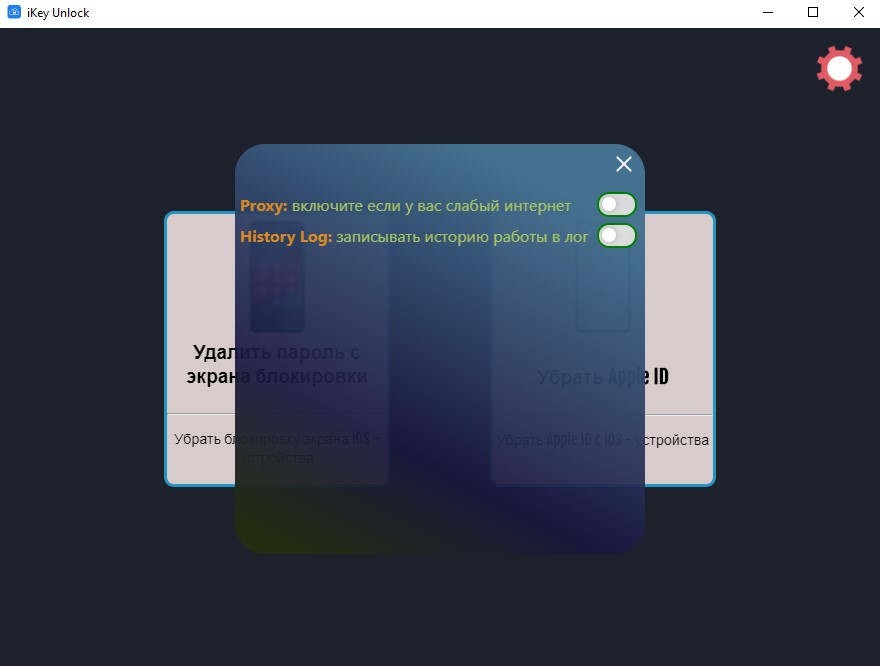 iKey Unlock
Proxy: включите если у вас слабый интернет
History Log: записывать историю работы в лог
Удалить пароль с
экрана блокировки
Убрать Apple ID
Убрать блокировку экрана iOS -
устройства
Убрать Apple ID с iOS - устройства